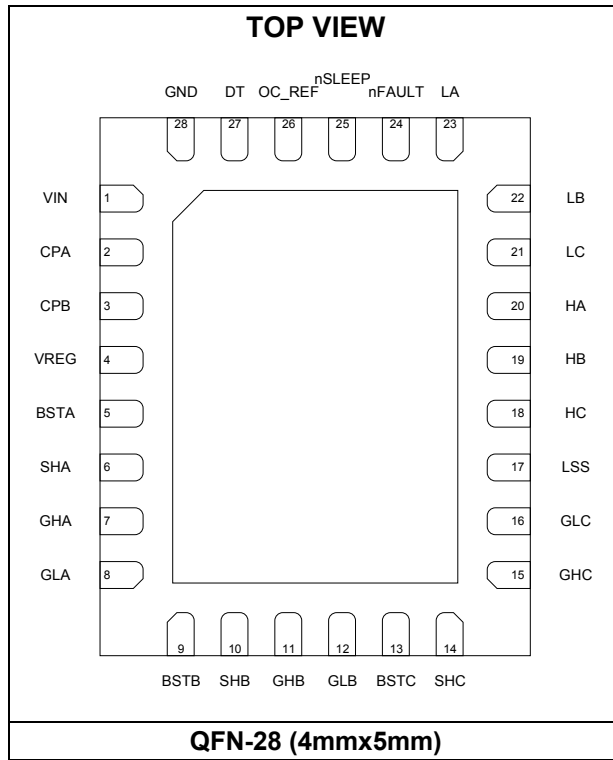 TOP VIEW
nSLEEP
GND DT OC_REF nFAULT LA
28 27 26 25 24 23
VIN 1 22 LB
CPA 2 21 LC
CPB 3 20 HA
VREG 4 19 HB
BSTA 5 18 HC
SHA 6 17 LSS
GHA 7 16 GLC
GLA 8 15 GHC
9 10 11 12 13 14
BSTB SHB GHB GLB BSTC SHC
QFN-28 (4mmx5mm)